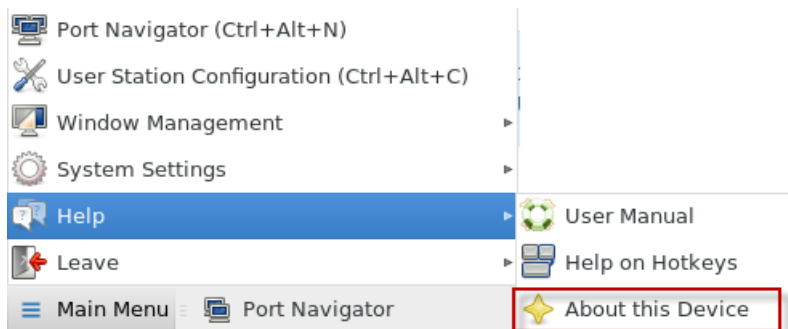 Port Navigator (Ctrl+Alt+N)
User Station Configuration (Ctrl+Alt+C)
Window Management
System Settings
Help
User Manual
Leave
Help on Hotkeys
Main Menu
Port Navigator
About this Device